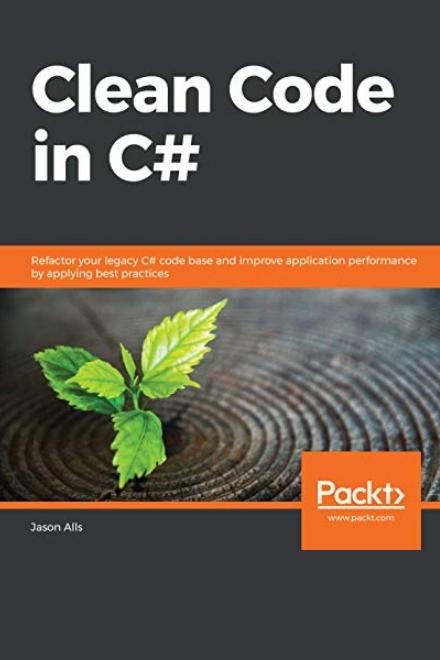 Clean Code
in C#
Refactor your legacy C# code base and improve application performance
by applying best practices
Packt>
www.packt.com
Jason Alls